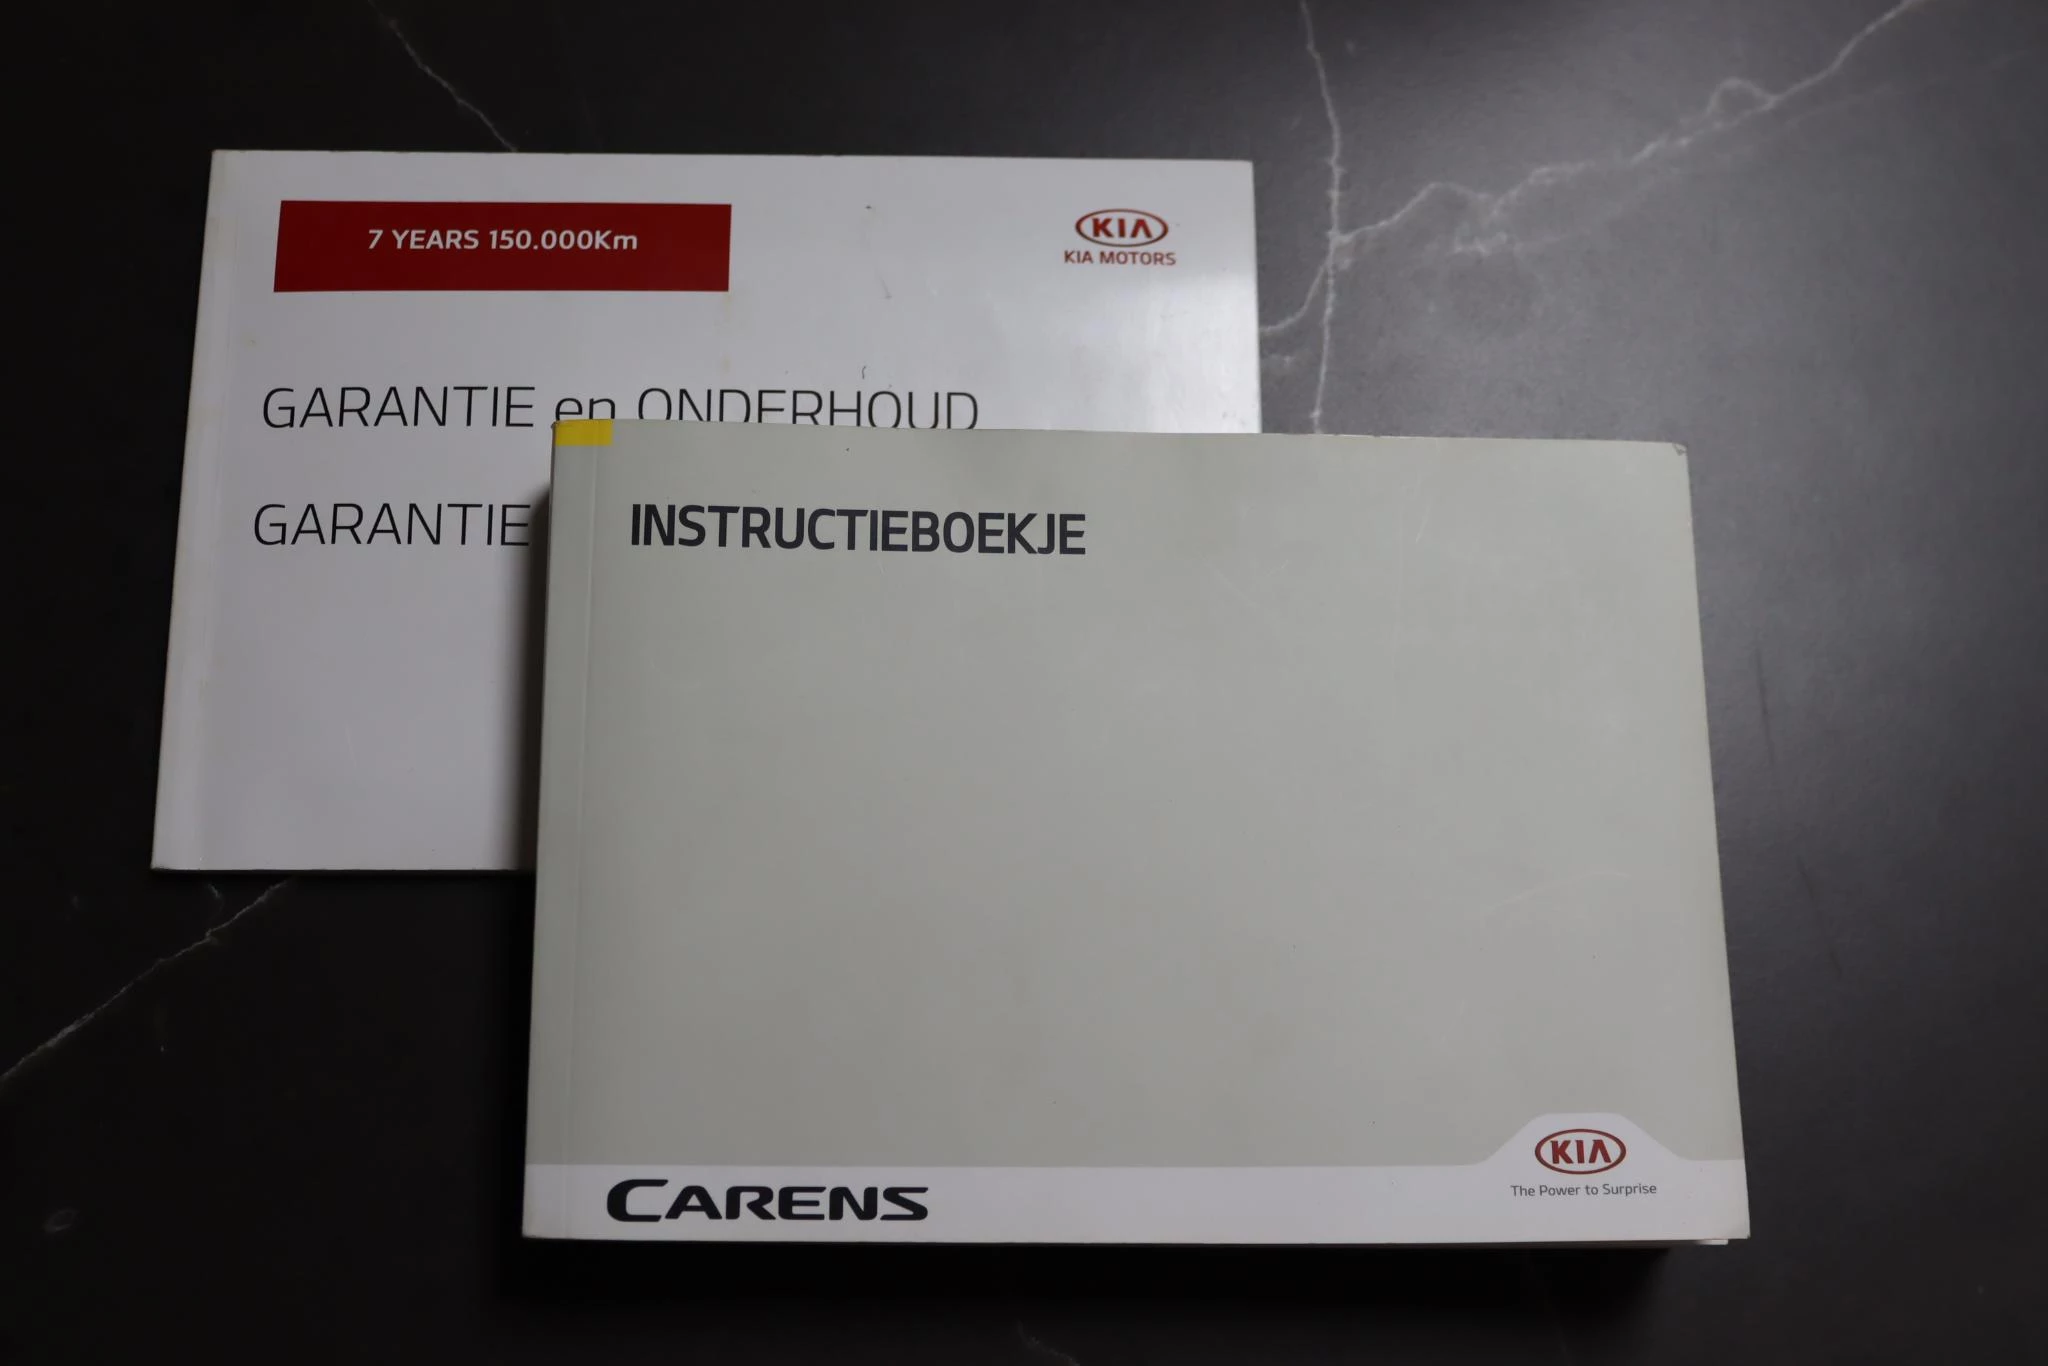 7 YEARS 150.000Km
KIA
KIA MOTORS
GARANTIE en ONDERHOUD
GARANTIE
INSTRUCTIEBOEKJE
CARENS
KIA
The Power to Surprise